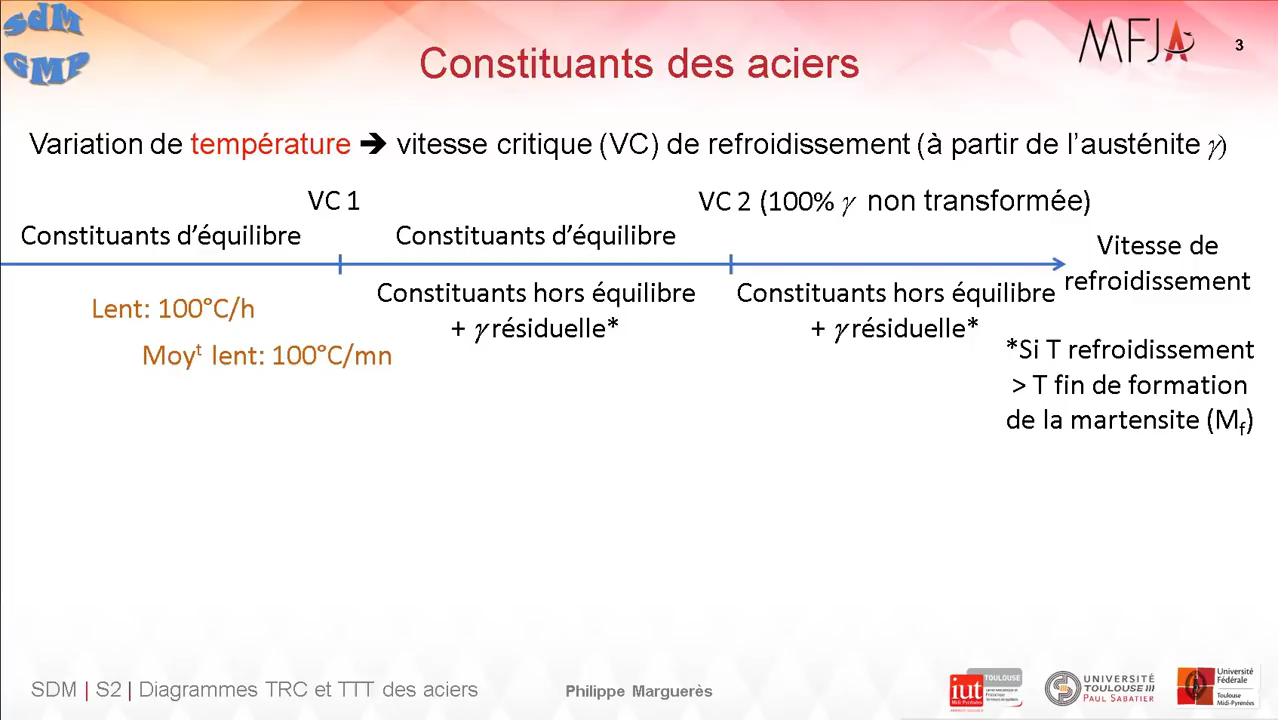 SdM
GMP
MFJA
3
Constituants des aciers
Variation de température ➔ vitesse critique (VC) de refroidissement (à partir de l’austénite γ)
VC 1
VC 2 (100% γ non transformée)
Constituants d’équilibre
Constituants d’équilibre
Vitesse de
refroidissement
Constituants hors équilibre
+ γ résiduelle*
Constituants hors équilibre
+ γ résiduelle*
Lent: 100°C/h
Moyᵗ lent: 100°C/mn
*Si T refroidissement
> T fin de formation
de la martensite (Mf)
SDM | S2 | Diagrammes TRC et TTT des aciers
Philippe Marguerès
iut
Midi-Pyrénées
TOULOUSE
UNIVERSITÉ
TOULOUSE III
PAUL SABATIER
Université
Fédérale
Toulouse
Midi-Pyrénées